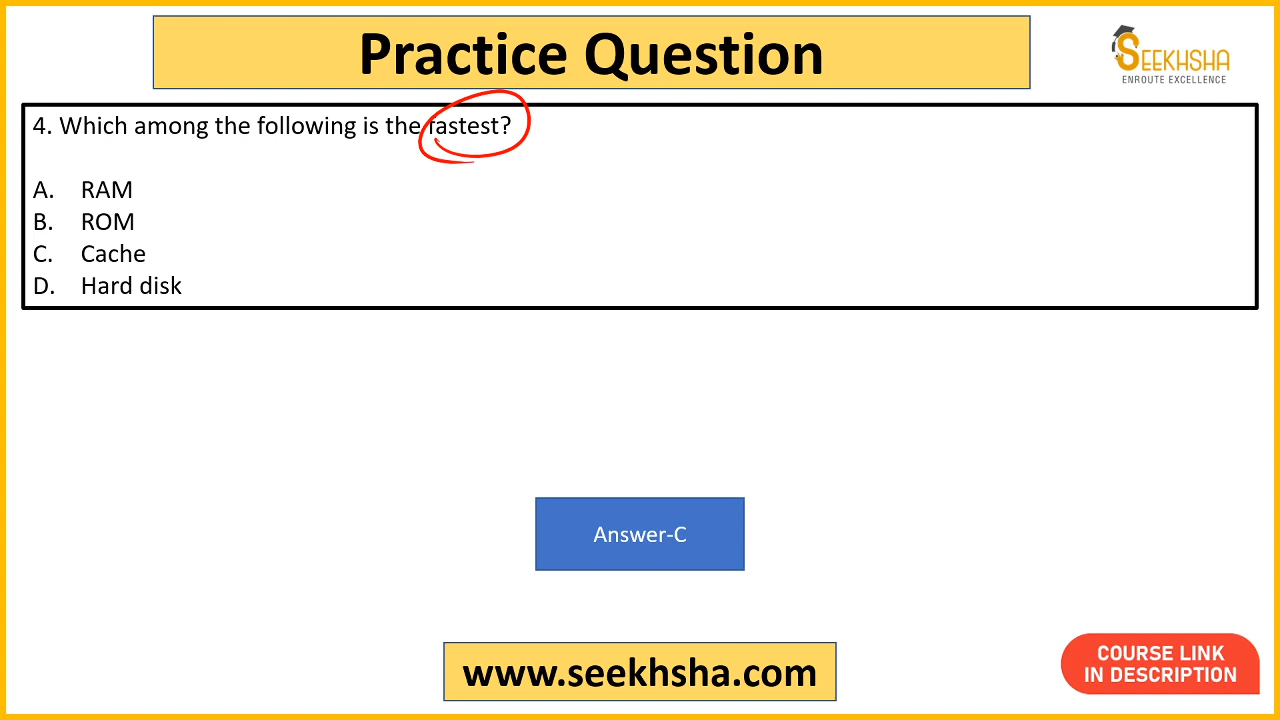 Practice Question
SEEKHSHA
ENROUTE EXCELLENCE
4. Which among the following is the fastest?
A. RAM
B. ROM
C. Cache
D. Hard disk
Answer-C
www.seekhsha.com
COURSE LINK
IN DESCRIPTION